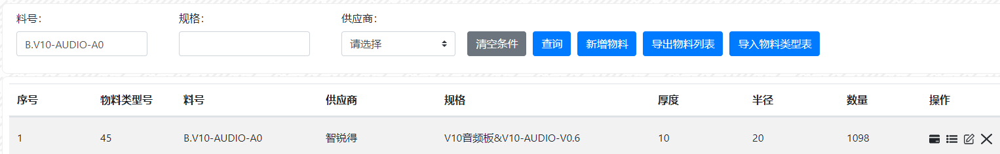 料号：
规格：
供应商：
B.V10-AUDIO-A0
请选择
清空条件
查询
新增物料
导出物料列表
导入物料类型表
序号 物料类型号 料号 供应商 规格 厚度 半径 数量 操作
1 45 B.V10-AUDIO-A0 智锐得 V10音频板&V10-AUDIO-V0.6 10 20 1098